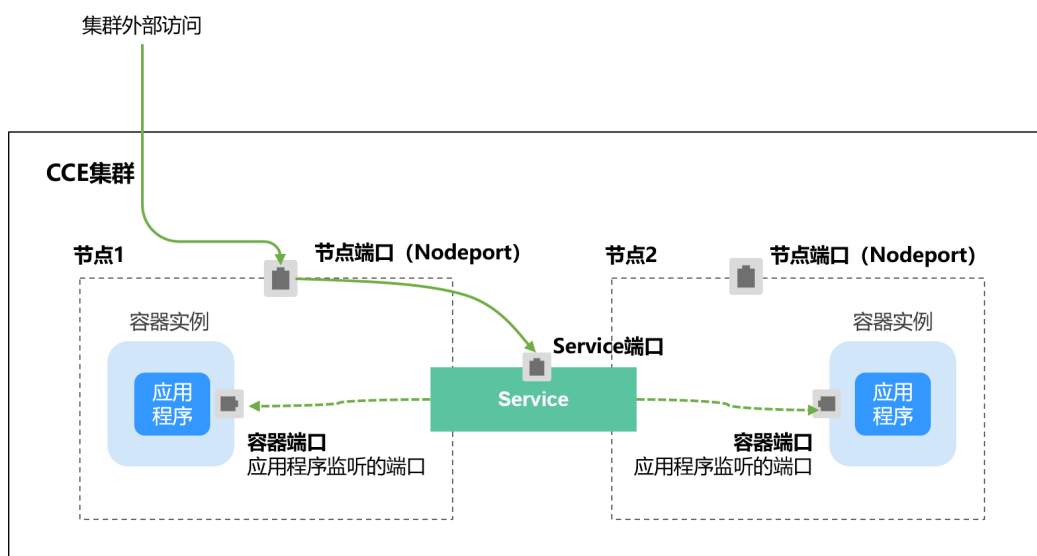 集群外部访问
CCE集群
节点1
节点端口（Nodeport）
节点2
节点端口（Nodeport）
容器实例
容器实例
Service端口
应用
程序
Service
应用
程序
容器端口
应用程序监听的端口
容器端口
应用程序监听的端口